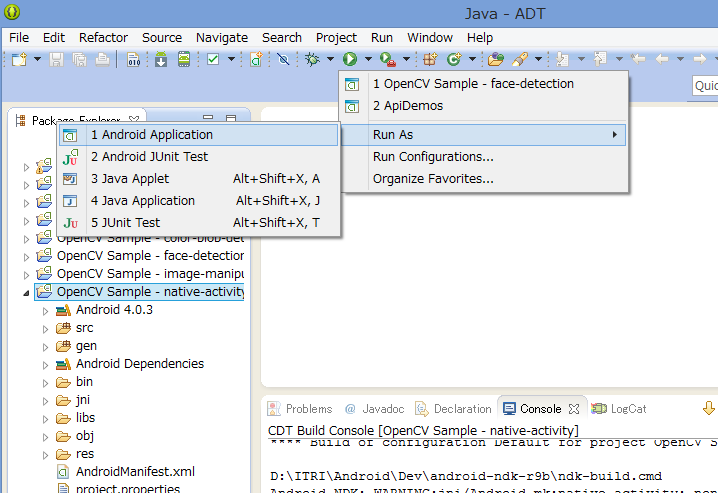 Java - ADT
File Edit Refactor Source Navigate Search Project Run Window Help
Quic
1 OpenCV Sample - face-detection
2 ApiDemos
Run As
Run Configurations...
Organize Favorites...
Package Explorer
1 Android Application
2 Android JUnit Test
3 Java Applet Alt+Shift+X, A
4 Java Application Alt+Shift+X, J
5 JUnit Test Alt+Shift+X, T
OpenCV Sample - color-blob-det
OpenCV Sample - face-detection
OpenCV Sample - image-manipu
OpenCV Sample - native-activity
Android 4.0.3
src
gen
Android Dependencies
bin
jni
libs
obj
res
AndroidManifest.xml
project.properties
Problems @ Javadoc Declaration Console LogCat
CDT Build Console [OpenCV Sample - native-activity]
**** Build of configuration Default for project OpenCV S
D:\ITRI\Android\Dev\android-ndk-r9b\ndk-build.cmd
Android NDK: WARNING:jni/Android.mk:native_activity: non